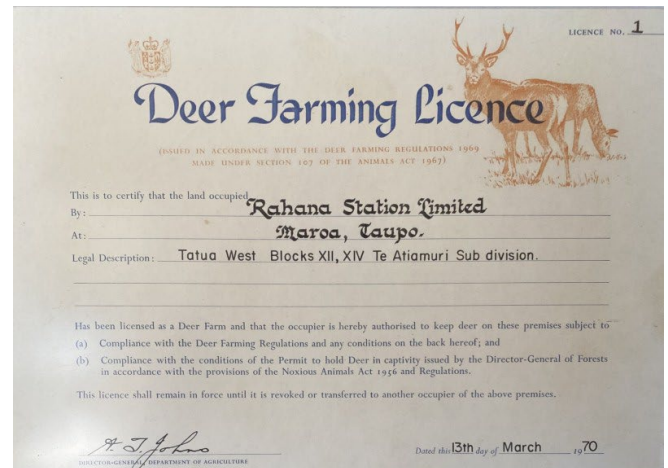 LICENCE NO. 1
Deer Farming Licence
(ISSUED IN ACCORDANCE WITH THE DEER FARMING REGULATIONS 1969
MADE UNDER SECTION 107 OF THE ANIMALS ACT 1967)
This is to certify that the land occupied
By: Rahana Station Limited
At: Maroa, Taupo.
Legal Description: Tatua West Blocks XII, XIV Te Atiamuri Sub division.
Has been licensed as a Deer Farm and that the occupier is hereby authorised to keep deer on these premises subject to
(a) Compliance with the Deer Farming Regulations and any conditions on the back hereof; and
(b) Compliance with the conditions of the Permit to hold Deer in captivity issued by the Director-General of Forests
in accordance with the provisions of the Noxious Animals Act 1956 and Regulations.
This licence shall remain in force until it is revoked or transferred to another occupier of the above premises.
A. T. Johns
DIRECTOR-GENERAL, DEPARTMENT OF AGRICULTURE
Dated this 13th day of March 1970